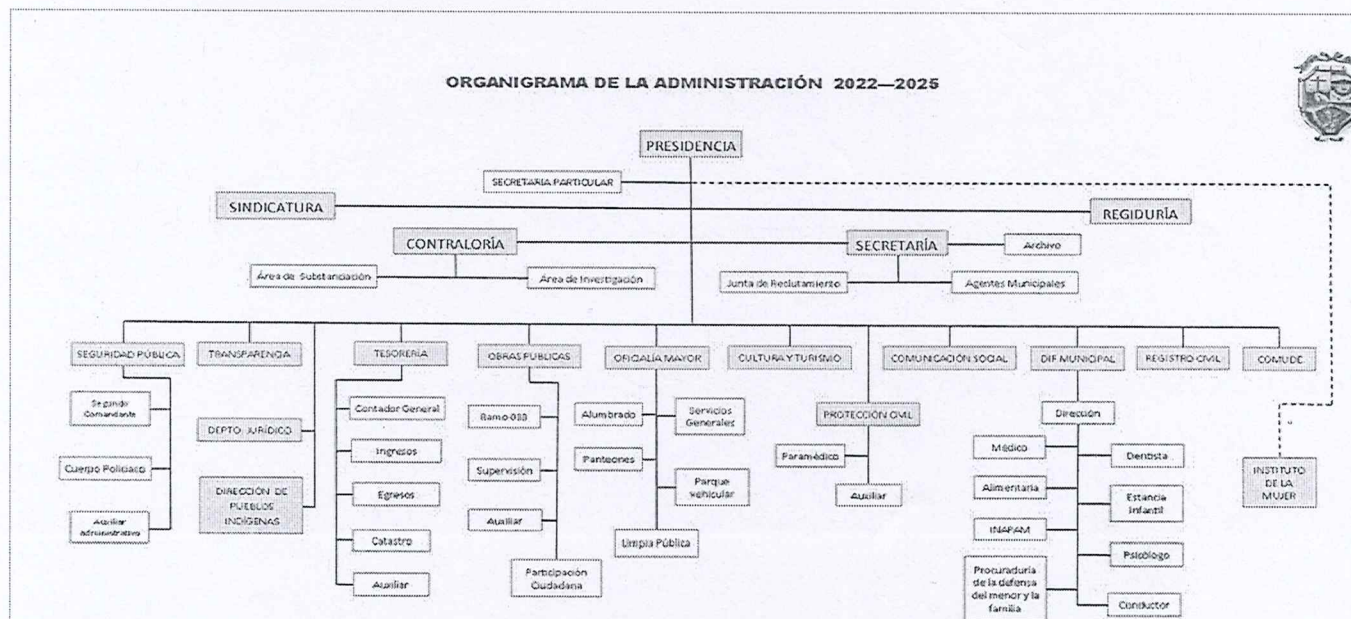 ORGANIGRAMA DE LA ADMINISTRACIÓN 2022—2025
PRESIDENCIA
SECRETARIA PARTICULAR
SINDICATURA
REGIDURÍA
CONTRALORÍA
SECRETARÍA
Archivo
Área de Substanciación
Área de Investigación
Junta de Reclutamiento
Agentes Municipales
SEGURIDAD PÚBLICA
TRANSPARENCIA
TESORERÍA
OBRAS PUBLICAS
OFICIALÍA MAYOR
CULTURA Y TURISMO
COMUNICACIÓN SOCIAL
DIF MUNICIPAL
REGISTRO CIVIL
COMUDE
Segundo
Comandante
Cuerpo Policiaco
Auxiliar
administrativo
DEPTO. JURÍDICO
DIRECCIÓN DE
PUEBLOS
INDÍGENAS
Contador General
Ingresos
Egresos
Catastro
Auxiliar
Ramo 033
Supervisión
Auxiliar
Participación
Ciudadana
Alumbrado
Servicios
Generales
Panteones
Parque
vehicular
Limpia Pública
PROTECCIÓN CIVIL
Paramédico
Auxiliar
Dirección
Médico
Dentista
Alimentaria
Estancia
Infantil
INAPAM
Psicólogo
Procuraduría
de la defensa
del menor y la
familia
Conductor
INSTITUTO
DE LA
MUJER